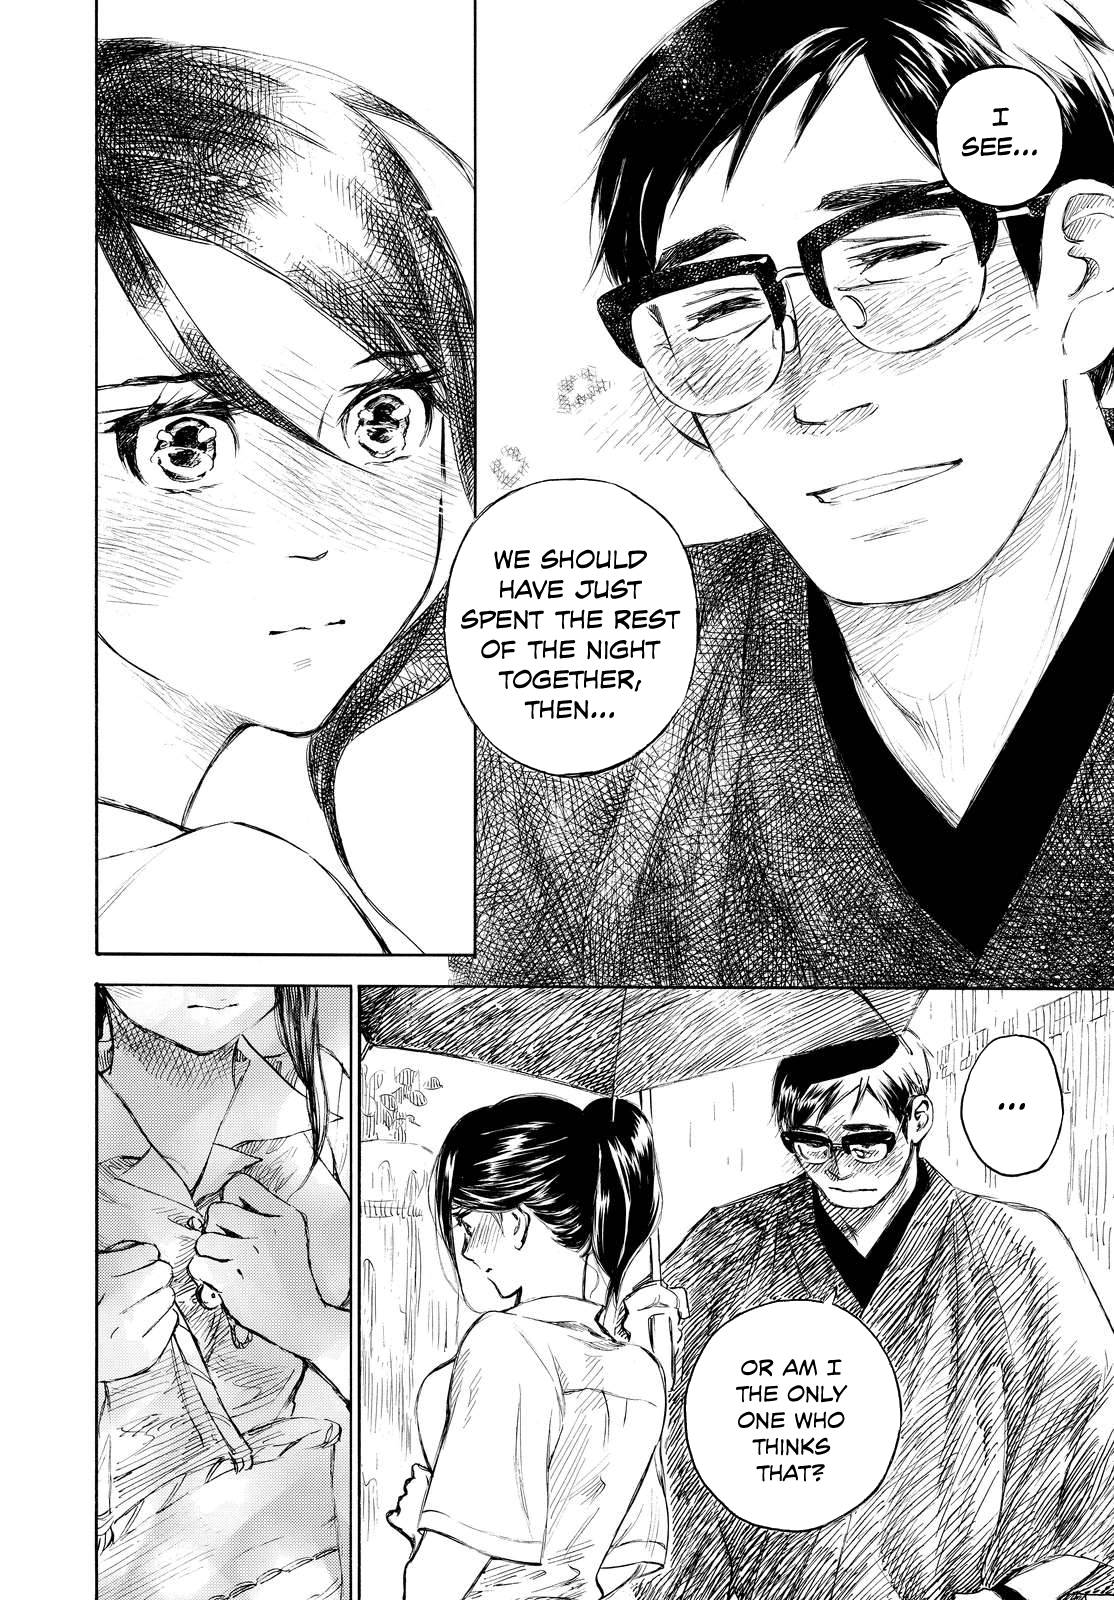 I
SEE...
WE SHOULD
HAVE JUST
SPENT THE REST
OF THE NIGHT
TOGETHER,
THEN...
...
OR AM I
THE ONLY
ONE WHO
THINKS
THAT?